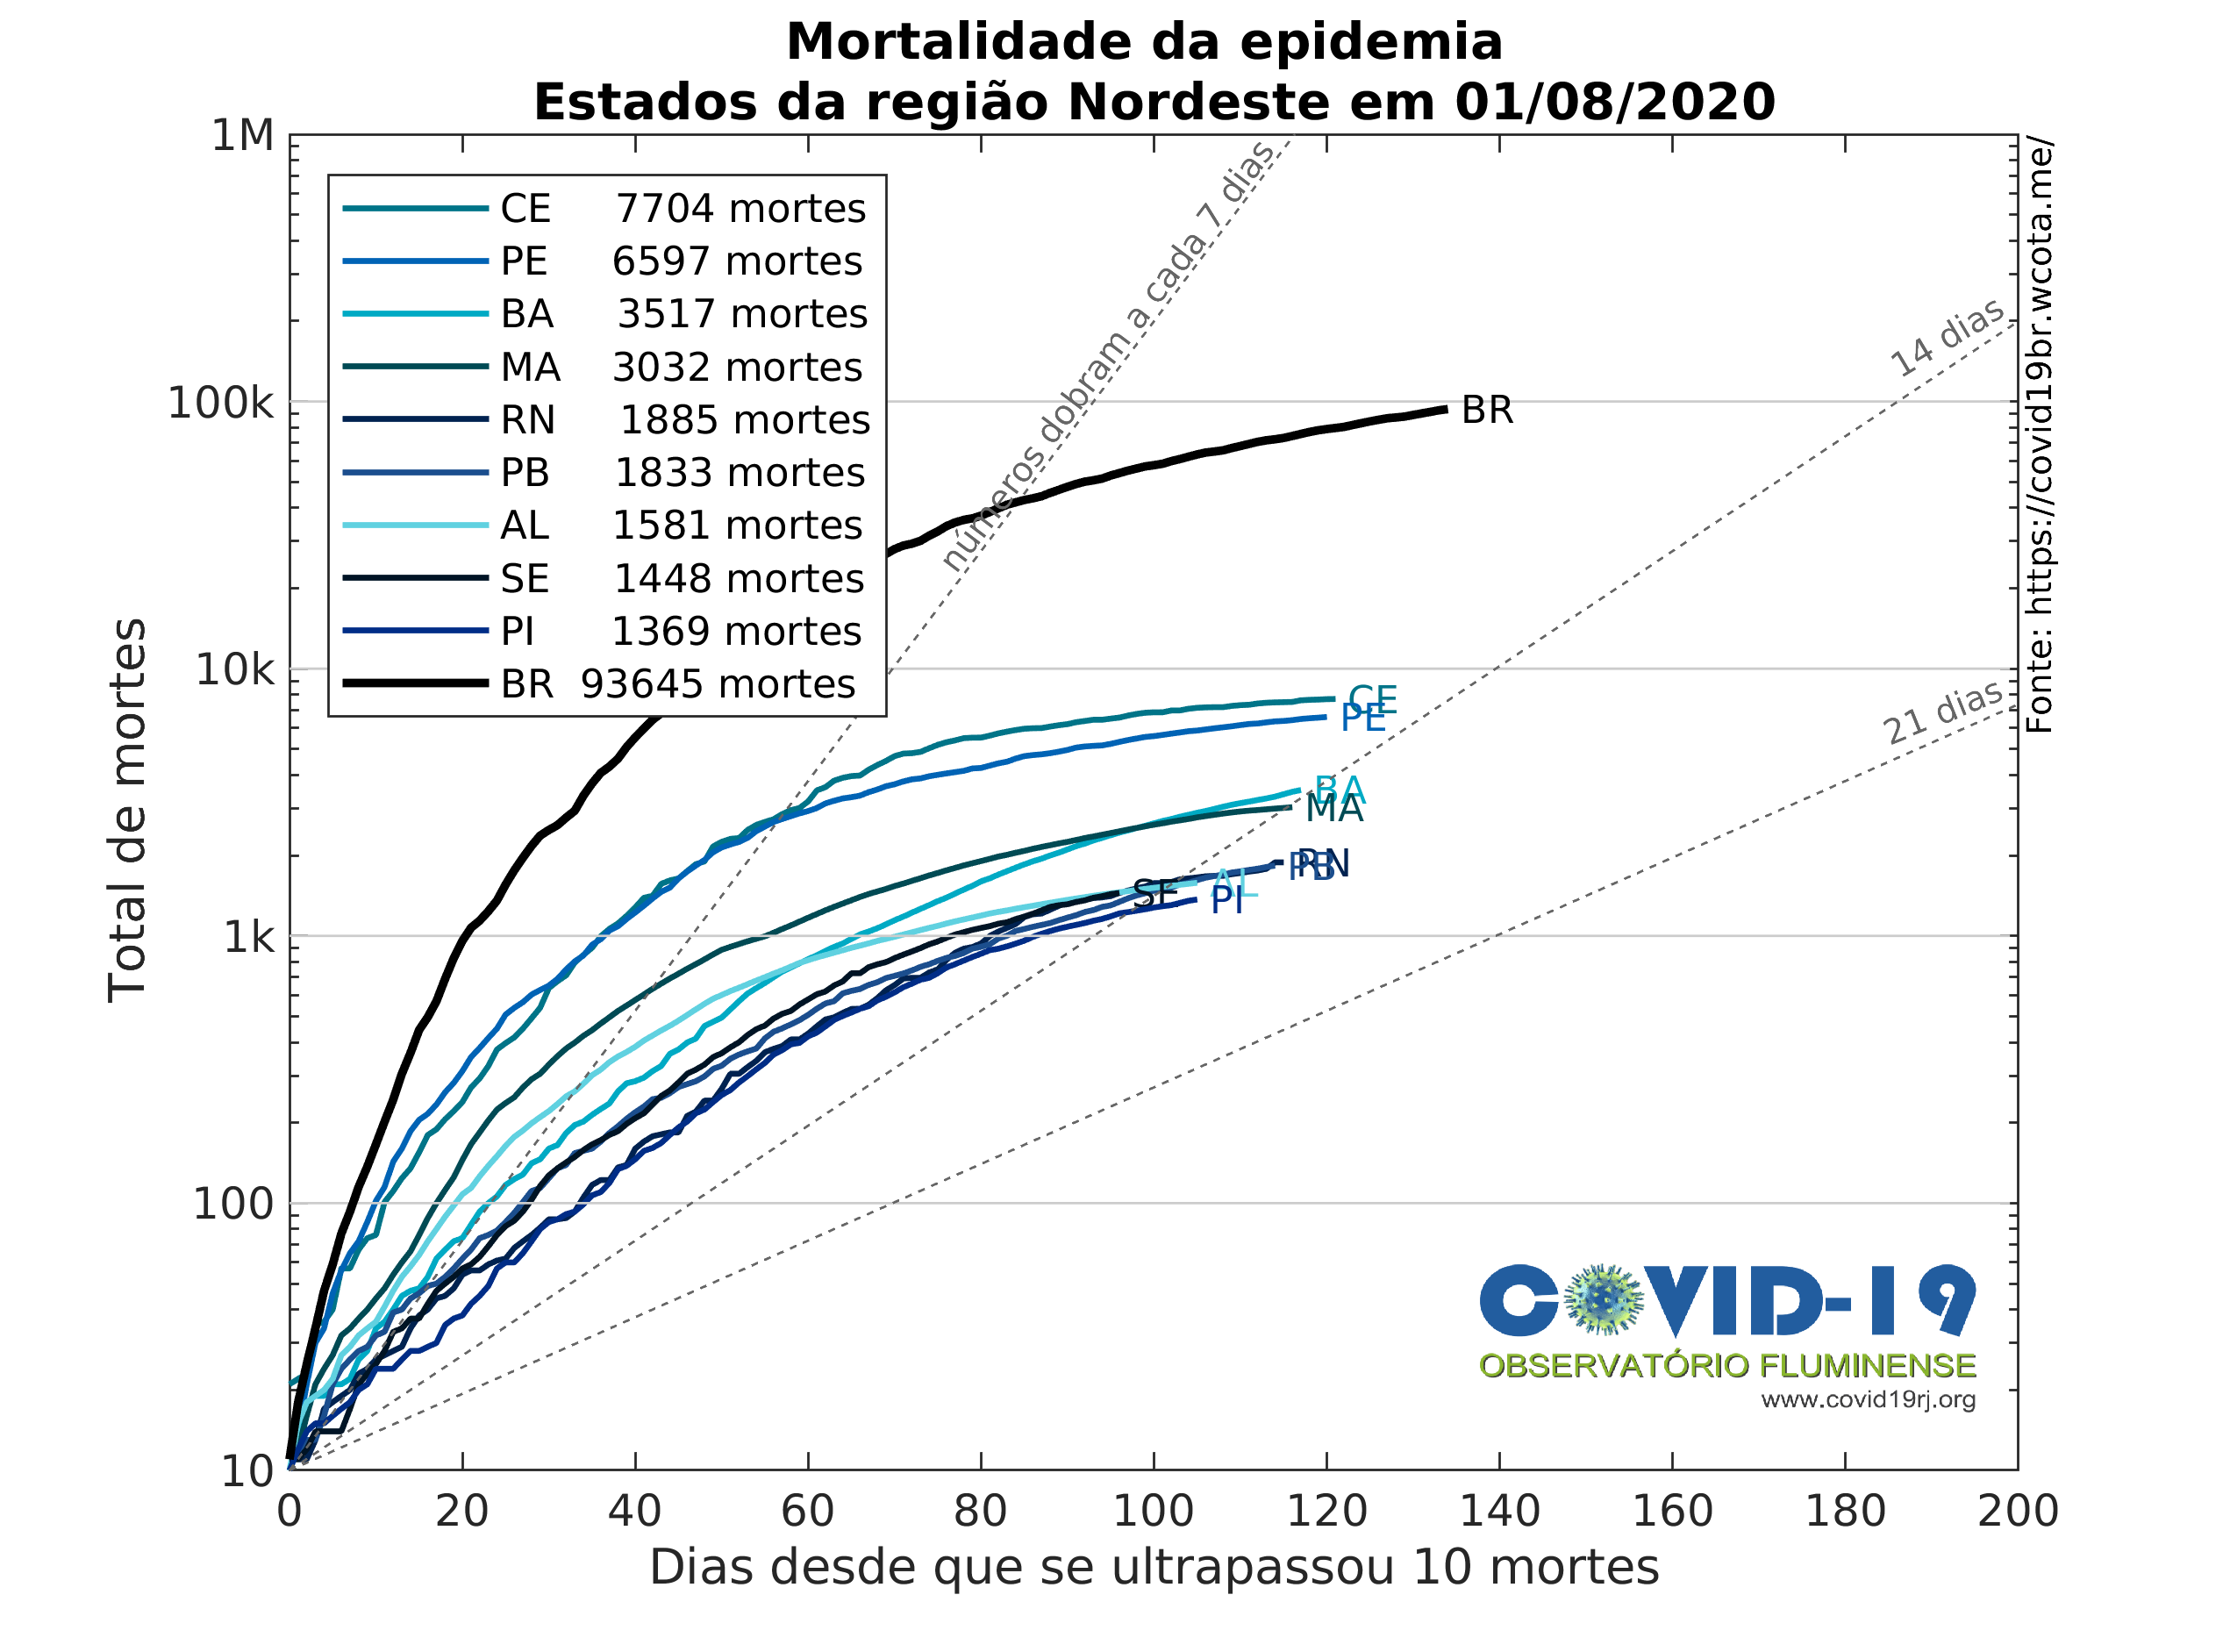 Mortalidade da epidemia
Estados da região Nordeste em 01/08/2020
Total de mortes
1M
100k
10k
1k
100
10
CE 7704 mortes
PE 6597 mortes
BA 3517 mortes
MA 3032 mortes
RN 1885 mortes
PB 1833 mortes
AL 1581 mortes
SE 1448 mortes
PI 1369 mortes
BR 93645 mortes
números dobram a cada 7 dias
14 dias
21 dias
BR
CE
PE
BA
MA
RN
PB
AL
SE
PI
Fonte: https://covid19br.wcota.me/
COVID-19
OBSERVATÓRIO FLUMINENSE
www.covid19rj.org
0 20 40 60 80 100 120 140 160 180 200
Dias desde que se ultrapassou 10 mortes